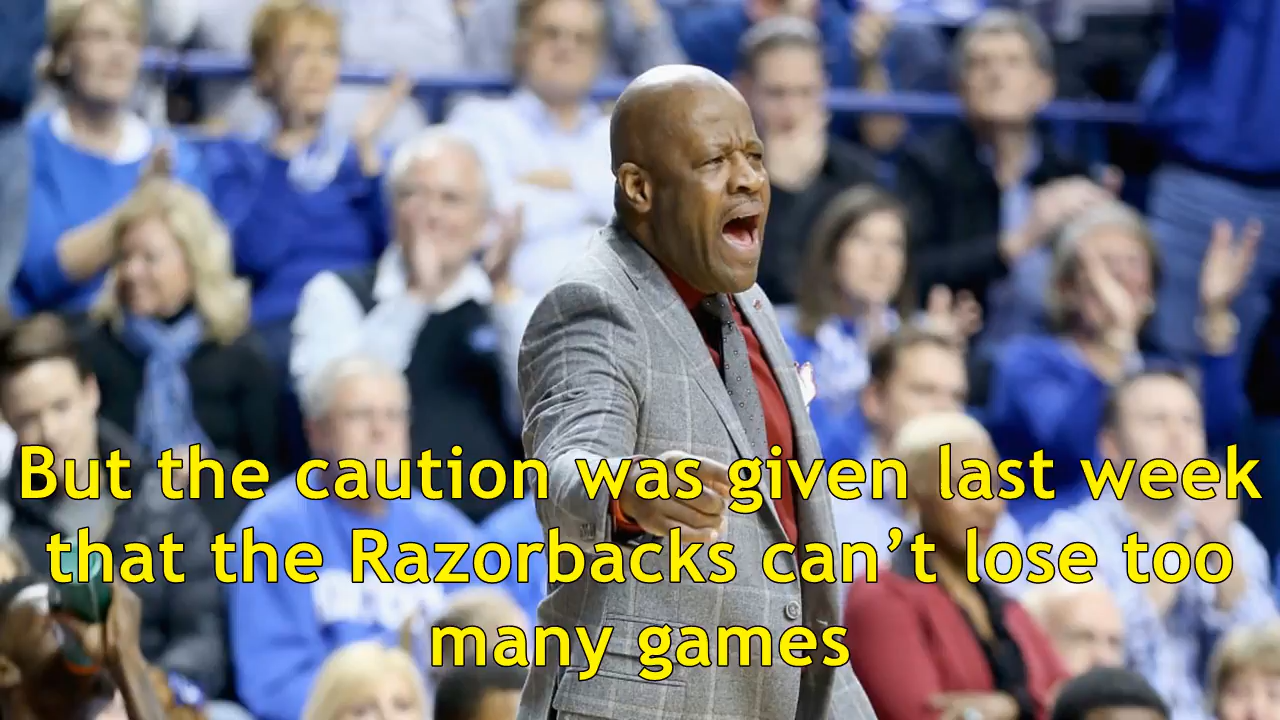 But the caution was given last week
that the Razorbacks can’t lose too
many games